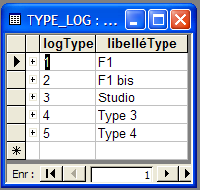 TYPE_LOG : ...
logType libelléType
1 F1
2 F1 bis
3 Studio
4 Type 3
5 Type 4
Enr : 1